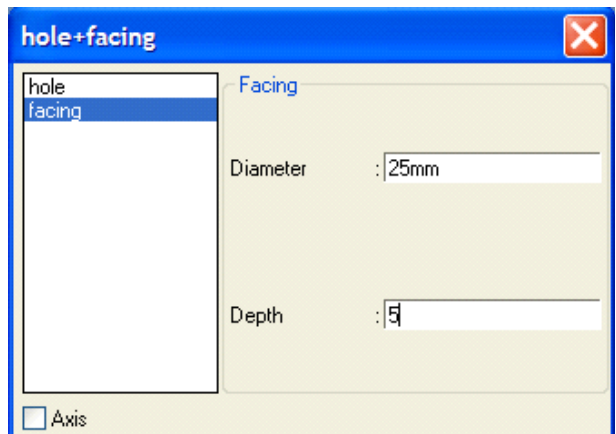 hole+facing
hole
facing
Facing
Diameter : 25mm
Depth : 5
Axis